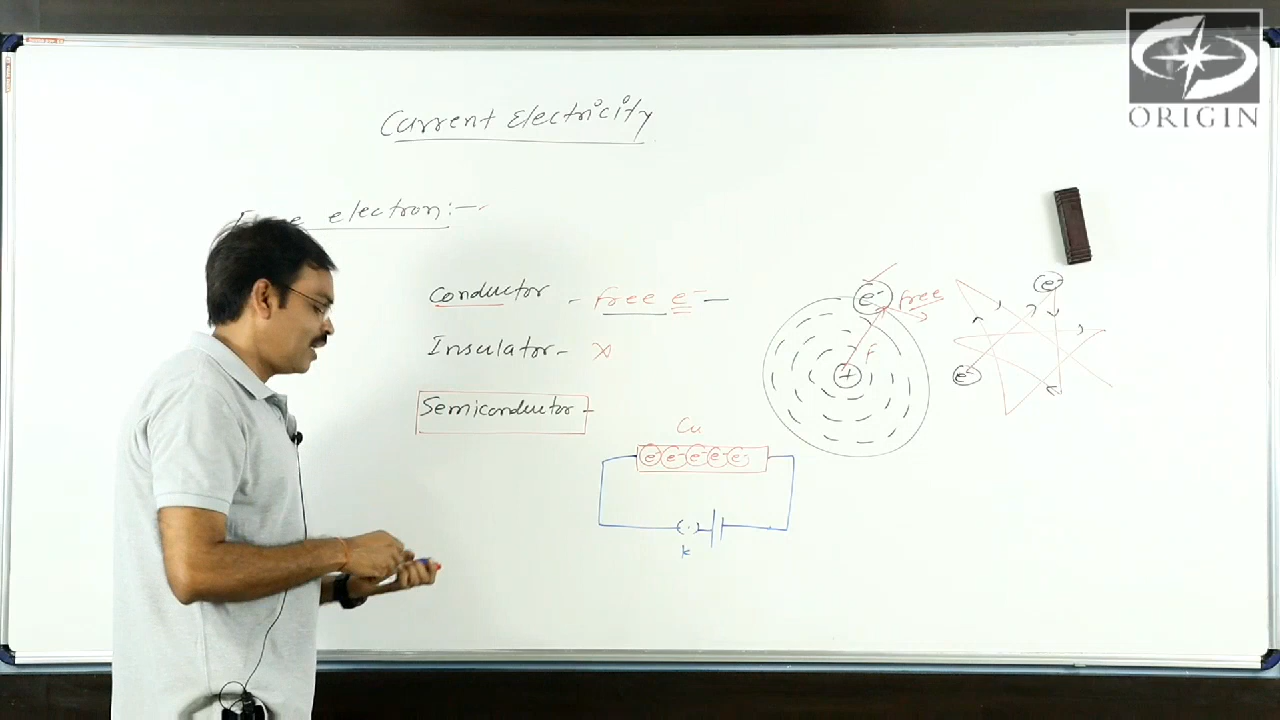 ORIGIN
Current Electricity
electron:-
Conductor - free e⁻ -
Insulator - x
Semiconductor -
Cu
e⁻ e⁻ e⁻ e⁻ e⁻
k
e⁻ free
r
+
e⁻
e⁻